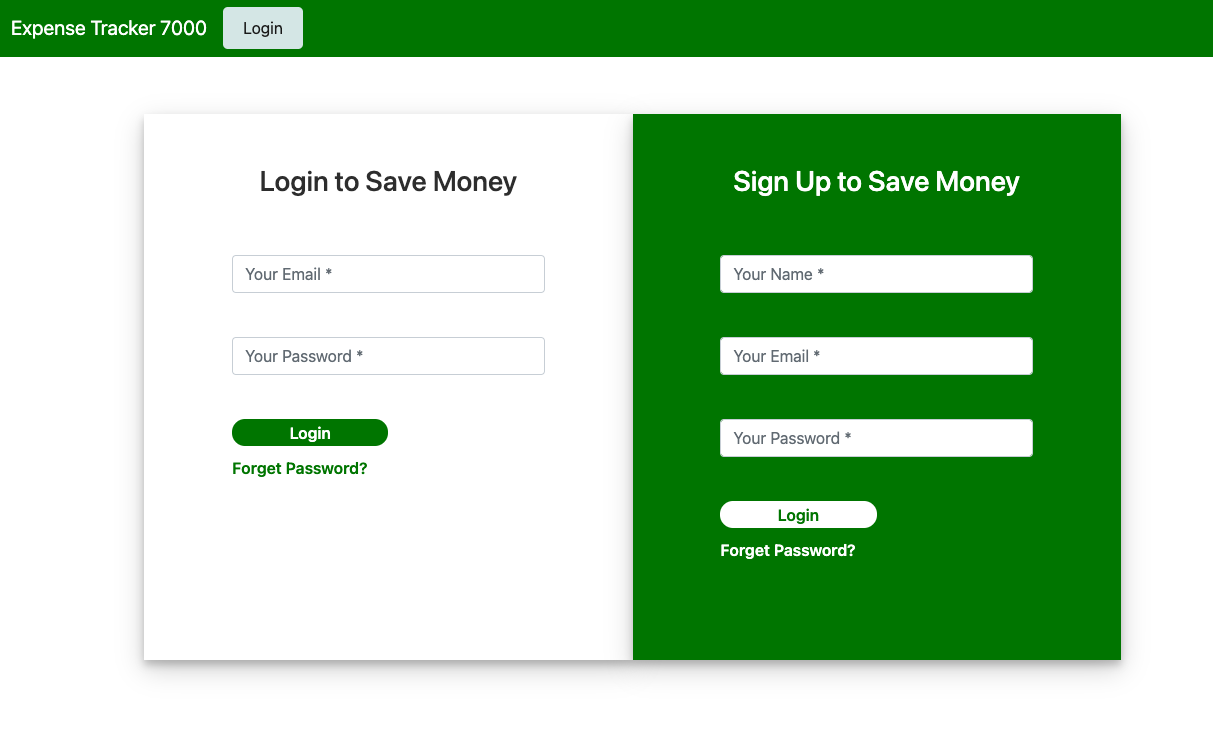 Expense Tracker 7000 Login
Login to Save Money
Your Email *
Your Password *
Login
Forget Password?
Sign Up to Save Money
Your Name *
Your Email *
Your Password *
Login
Forget Password?